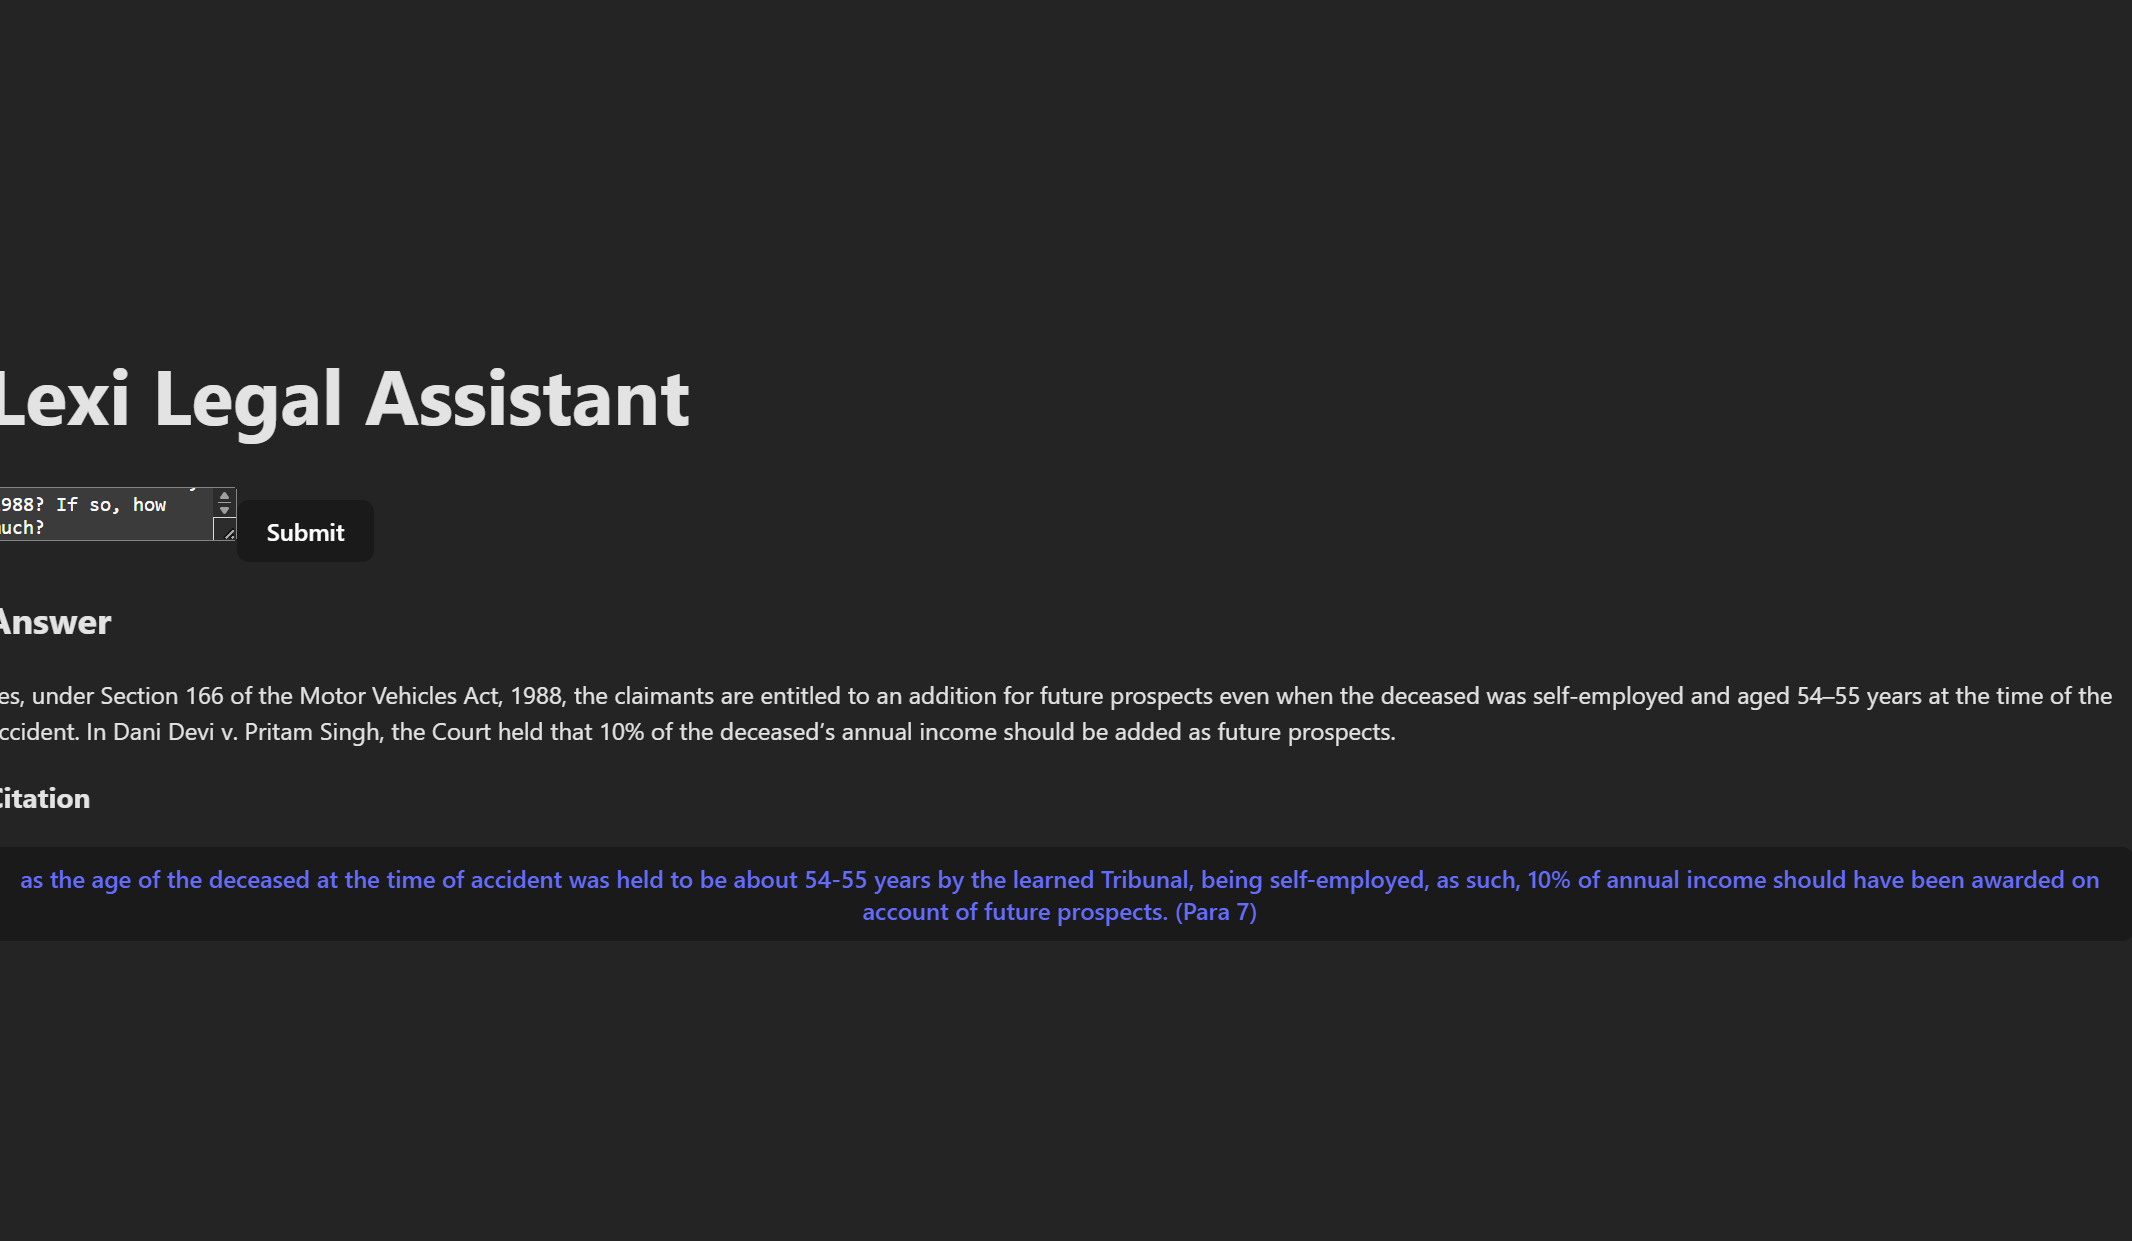 Lexi Legal Assistant
988? If so, how
much?
Submit
Answer
es, under Section 166 of the Motor Vehicles Act, 1988, the claimants are entitled to an addition for future prospects even when the deceased was self-employed and aged 54–55 years at the time of the
ccident. In Dani Devi v. Pritam Singh, the Court held that 10% of the deceased’s annual income should be added as future prospects.
Citation
as the age of the deceased at the time of accident was held to be about 54-55 years by the learned Tribunal, being self-employed, as such, 10% of annual income should have been awarded on
account of future prospects. (Para 7)